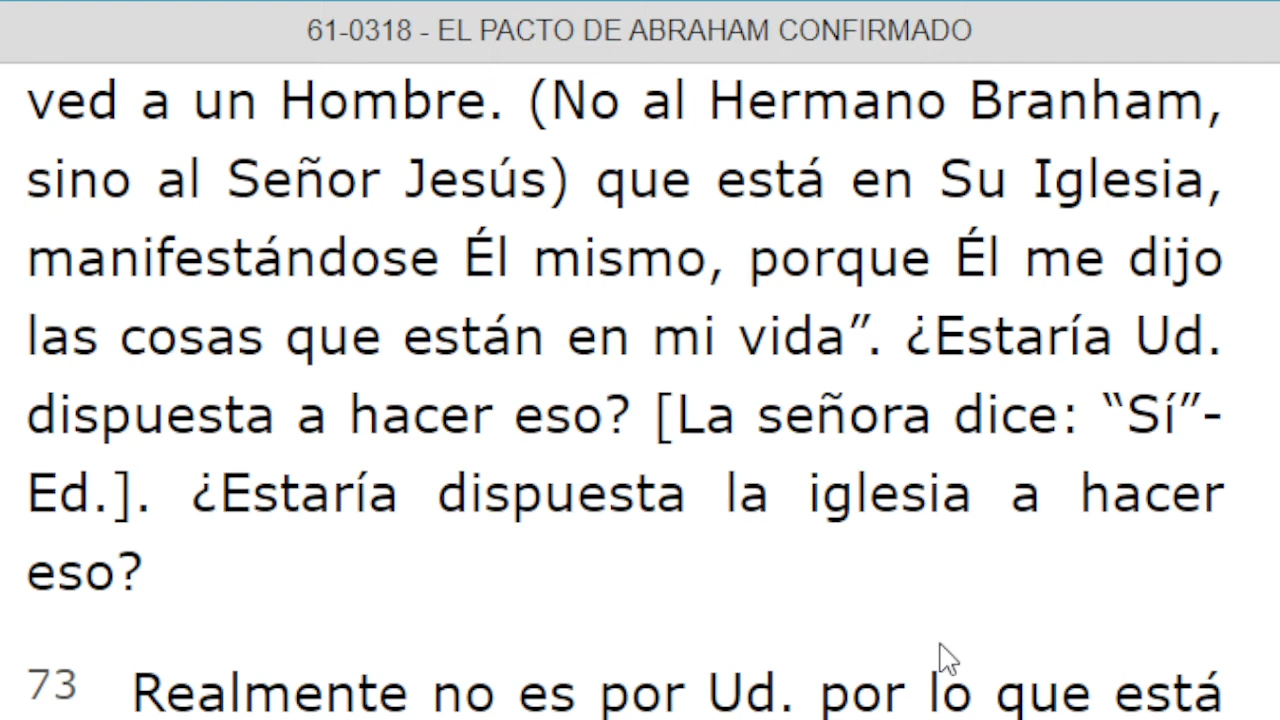 61-0318 - EL PACTO DE ABRAHAM CONFIRMADO
ved a un Hombre. (No al Hermano Branham,
sino al Señor Jesús) que está en Su Iglesia,
manifestándose Él mismo, porque Él me dijo
las cosas que están en mi vida”. ¿Estaría Ud.
dispuesta a hacer eso? [La señora dice: “Sí”-
Ed.]. ¿Estaría dispuesta la iglesia a hacer
eso?
73 Realmente no es por Ud. por lo que está